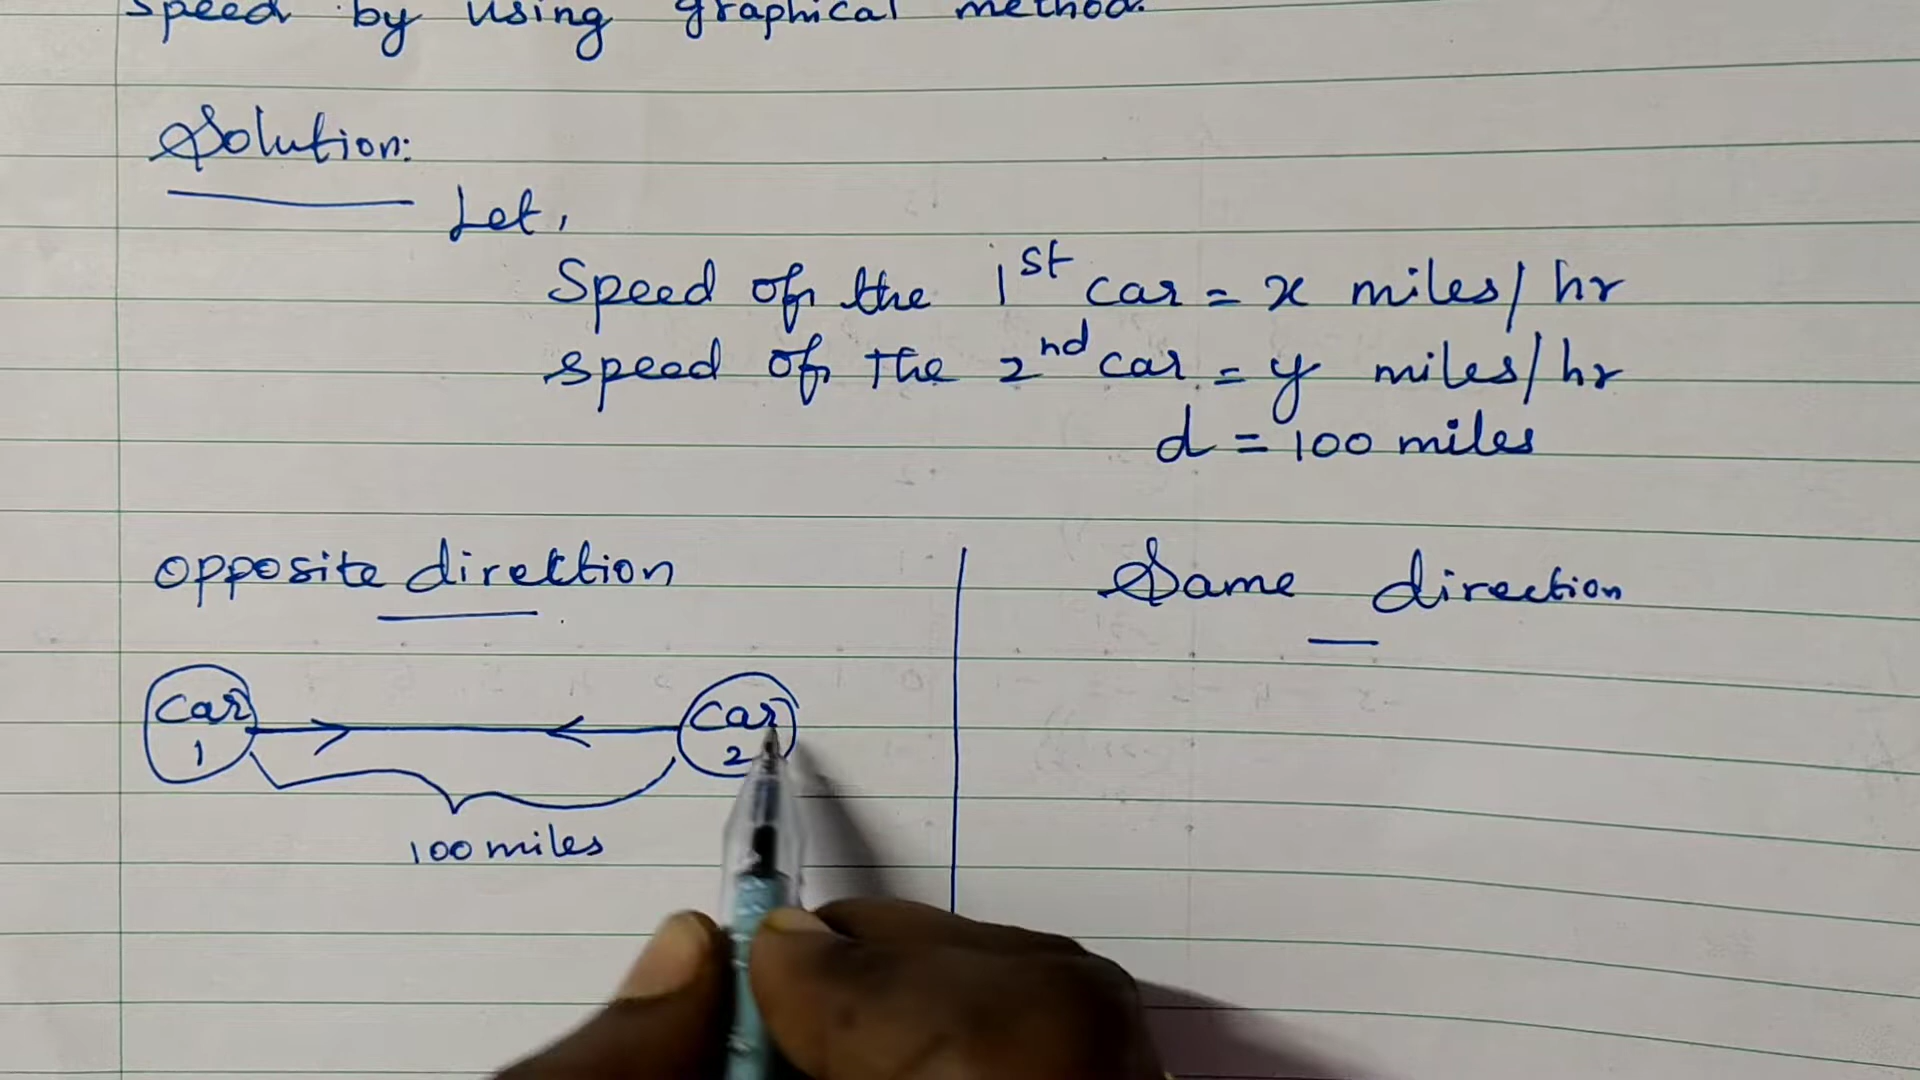 speed by using graphical method.
Solution:
Let,
Speed of the 1st car = x miles/hr
speed of the 2nd car = y miles/hr
d = 100 miles
opposite direction
Same direction
Car 1
Car 2
100 miles